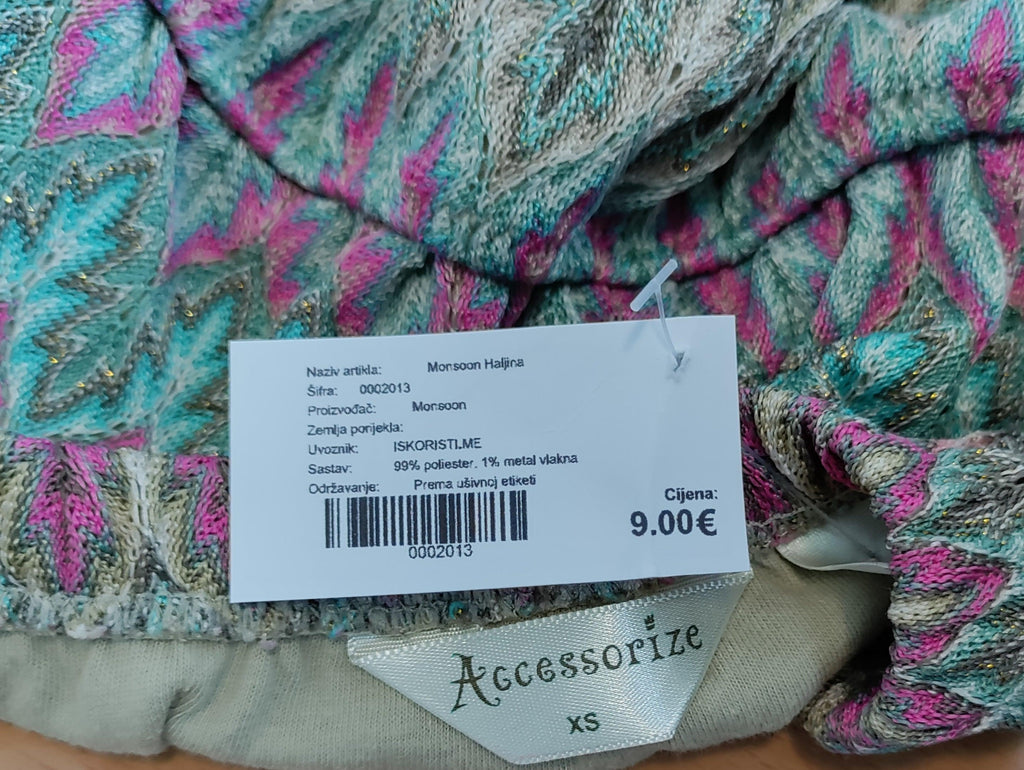 Naziv artikla: Monsoon Haljina
Šifra: 0002013
Proizvođač: Monsoon
Zemlja porijekla:
Uvoznik: ISKORISTI.ME
Sastav: 99% poliester, 1% metal vlakna
Održavanje: Prema ušivnoj etiketi
0002013
Cijena:
9.00€
Accessorize
XS